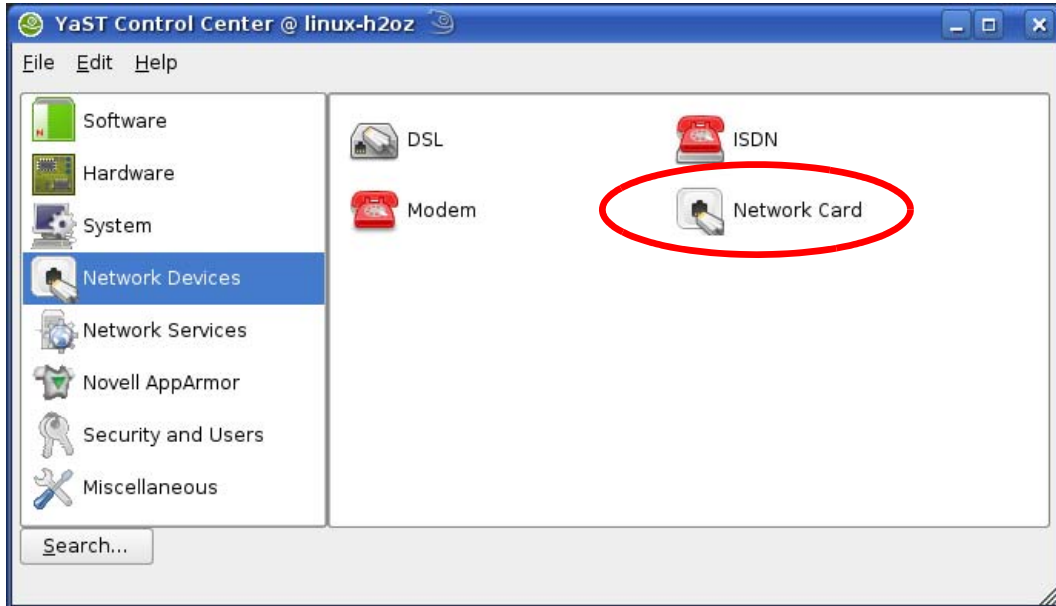 YaST Control Center @ linux-h2oz
File Edit Help
Software
Hardware
System
Network Devices
Network Services
Novell AppArmor
Security and Users
Miscellaneous
DSL
ISDN
Modem
Network Card
Search...